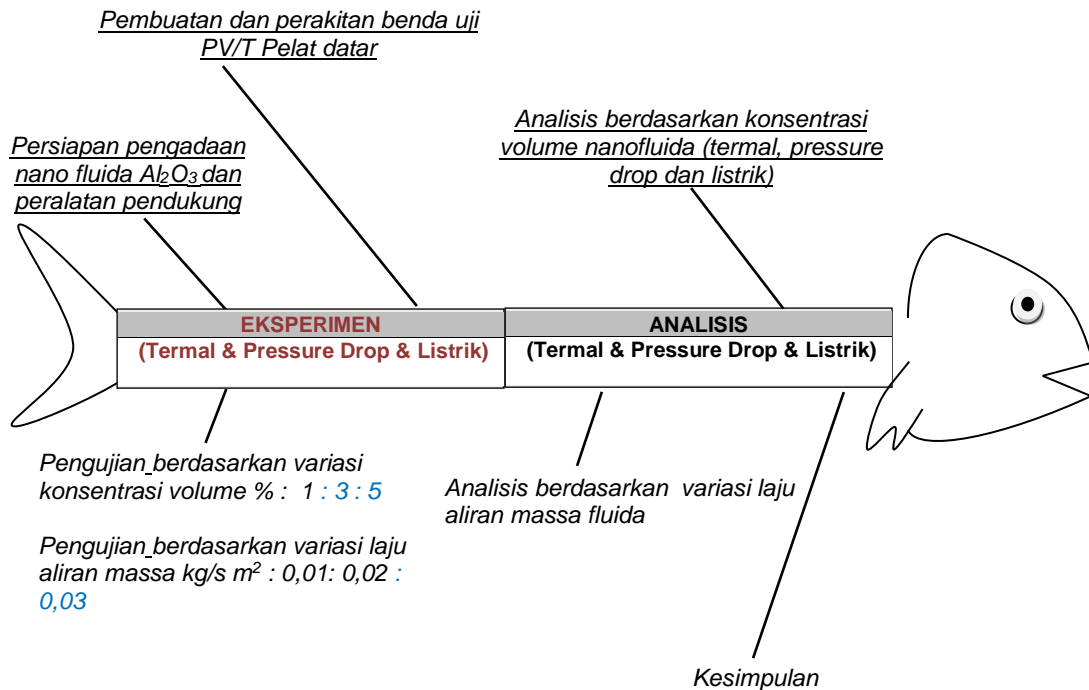 Pembuatan dan perakitan benda uji
PV/T Pelat datar
Persiapan pengadaan
nano fluida Al₂O₃ dan
peralatan pendukung
Analisis berdasarkan konsentrasi
volume nanofluida (termal, pressure
drop dan listrik)
EKSPERIMEN
(Termal & Pressure Drop & Listrik)
ANALISIS
(Termal & Pressure Drop & Listrik)
Pengujian berdasarkan variasi
konsentrasi volume % : 1 : 3 : 5
Pengujian berdasarkan variasi laju
aliran massa kg/s m² : 0,01: 0,02 :
0,03
Analisis berdasarkan variasi laju
aliran massa fluida
Kesimpulan